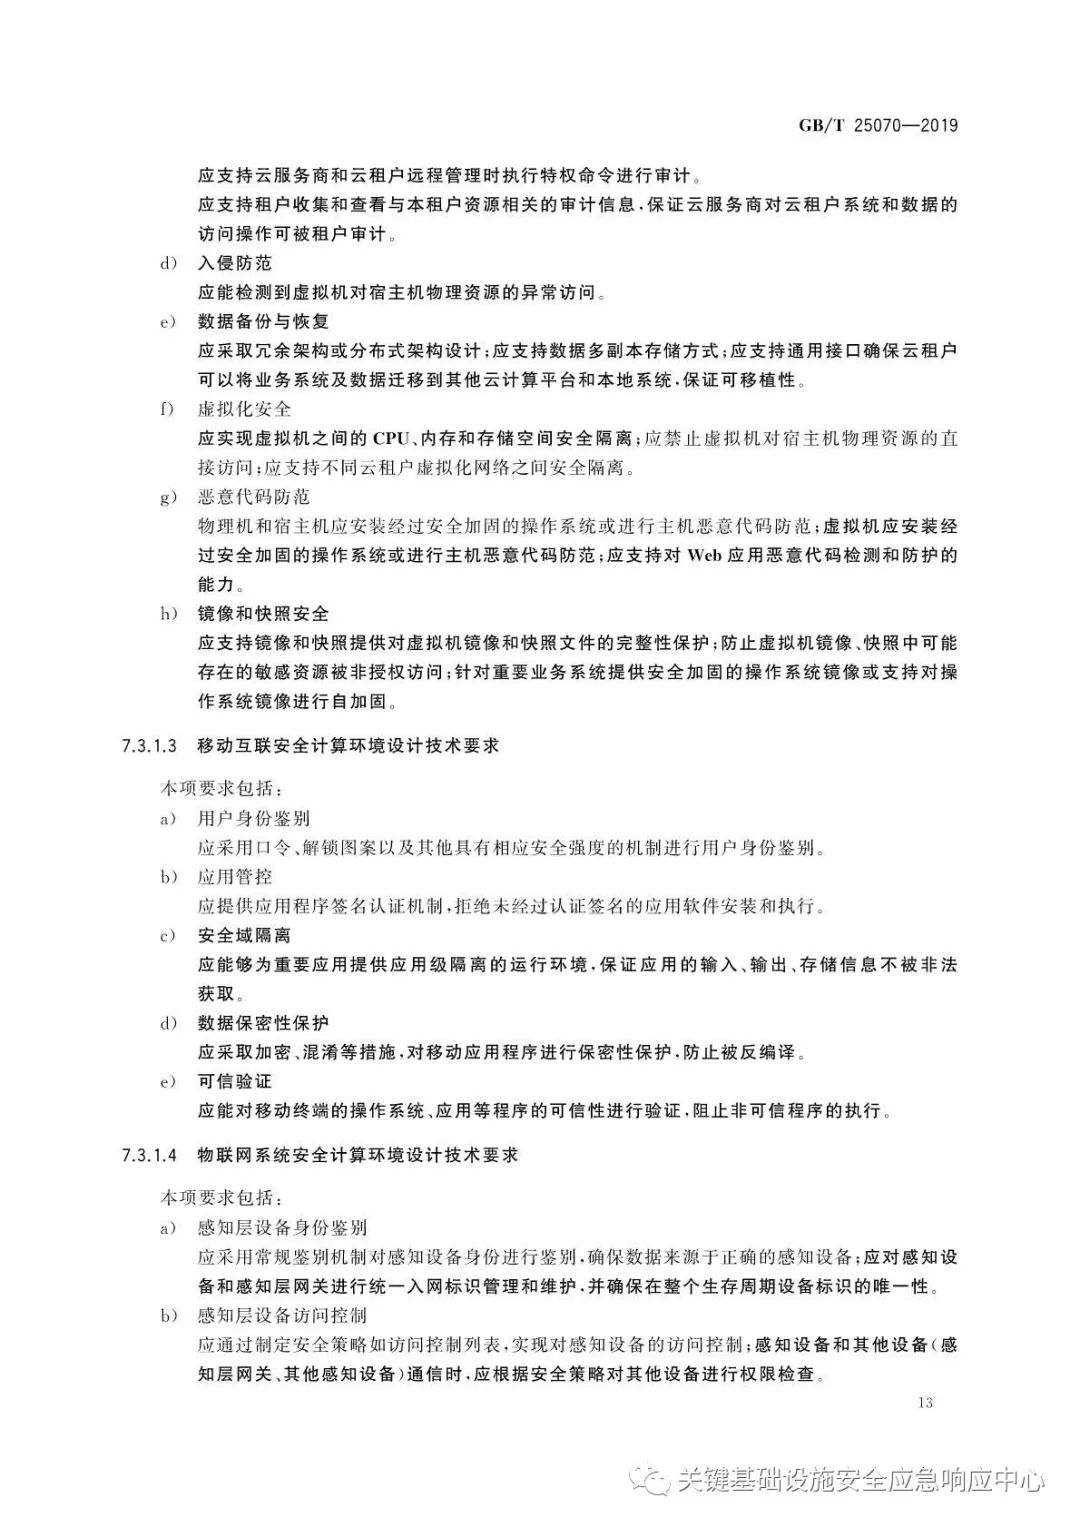 GB/T 25070—2019
应支持云服务商和云租户远程管理时执行特权命令进行审计。
应支持租户收集和查看与本租户资源相关的审计信息,保证云服务商对云租户系统和数据的
访问操作可被租户审计。
d) 入侵防范
应能检测到虚拟机对宿主机物理资源的异常访问。
e) 数据备份与恢复
应采取冗余架构或分布式架构设计;应支持数据多副本存储方式;应支持通用接口确保云租户
可以将业务系统及数据迁移到其他云计算平台和本地系统,保证可移植性。
f) 虚拟化安全
应实现虚拟机之间的 CPU、内存和存储空间安全隔离;应禁止虚拟机对宿主机物理资源的直
接访问;应支持不同云租户虚拟化网络之间安全隔离。
g) 恶意代码防范
物理机和宿主机应安装经过安全加固的操作系统或进行主机恶意代码防范;虚拟机应安装经
过安全加固的操作系统或进行主机恶意代码防范;应支持对 Web 应用恶意代码检测和防护的
能力。
h) 镜像和快照安全
应支持镜像和快照提供对虚拟机镜像和快照文件的完整性保护;防止虚拟机镜像、快照中可能
存在的敏感资源被非授权访问;针对重要业务系统提供安全加固的操作系统镜像或支持对操
作系统镜像进行自加固。
7.3.1.3 移动互联安全计算环境设计技术要求
本项要求包括:
a) 用户身份鉴别
应采用口令、解锁图案以及其他具有相应安全强度的机制进行用户身份鉴别。
b) 应用管控
应提供应用程序签名认证机制,拒绝未经过认证签名的应用软件安装和执行。
c) 安全域隔离
应能够为重要应用提供应用级隔离的运行环境,保证应用的输入、输出、存储信息不被非法
获取。
d) 数据保密性保护
应采取加密、混淆等措施,对移动应用程序进行保密性保护,防止被反编译。
e) 可信验证
应能对移动终端的操作系统、应用等程序的可信性进行验证,阻止非可信程序的执行。
7.3.1.4 物联网系统安全计算环境设计技术要求
本项要求包括:
a) 感知层设备身份鉴别
应采用常规鉴别机制对感知设备身份进行鉴别,确保数据来源于正确的感知设备;应对感知设
备和感知层网关进行统一入网标识管理和维护,并确保在整个生存周期设备标识的唯一性。
b) 感知层设备访问控制
应通过制定安全策略如访问控制列表,实现对感知设备的访问控制;感知设备和其他设备(感
知层网关、其他感知设备)通信时,应根据安全策略对其他设备进行权限检查。
13
关键基础设施安全应急响应中心